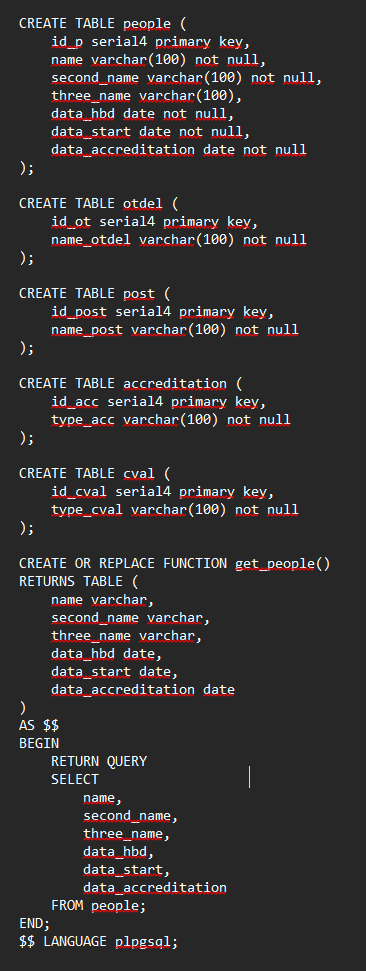 CREATE TABLE people (
    id_p serial4 primary key,
    name varchar(100) not null,
    second_name varchar(100) not null,
    three_name varchar(100),
    data_hbd date not null,
    data_start date not null,
    data_accreditation date not null
);

CREATE TABLE otdel (
    id_ot serial4 primary key,
    name_otdel varchar(100) not null
);

CREATE TABLE post (
    id_post serial4 primary key,
    name_post varchar(100) not null
);

CREATE TABLE accreditation (
    id_acc serial4 primary key,
    type_acc varchar(100) not null
);

CREATE TABLE cval (
    id_cval serial4 primary key,
    type_cval varchar(100) not null
);

CREATE OR REPLACE FUNCTION get_people()
RETURNS TABLE (
    name varchar,
    second_name varchar,
    three_name varchar,
    data_hbd date,
    data_start date,
    data_accreditation date
)
AS $$
BEGIN
    RETURN QUERY
    SELECT
        name,
        second_name,
        three_name,
        data_hbd,
        data_start,
        data_accreditation
    FROM people;
END;
$$ LANGUAGE plpgsql;